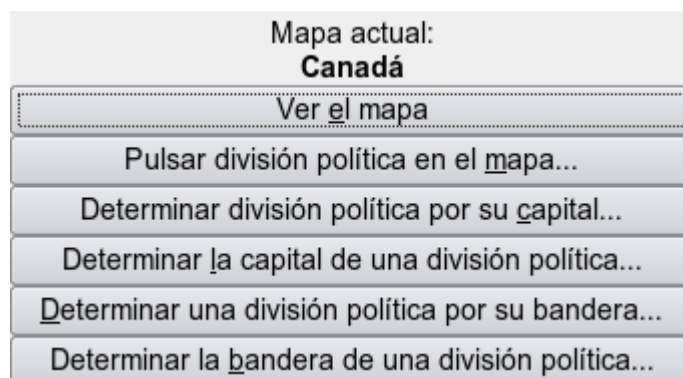 Mapa actual:
Canadá
Ver el mapa
Pulsar división política en el mapa...
Determinar división política por su capital...
Determinar la capital de una división política...
Determinar una división política por su bandera...
Determinar la bandera de una división política...